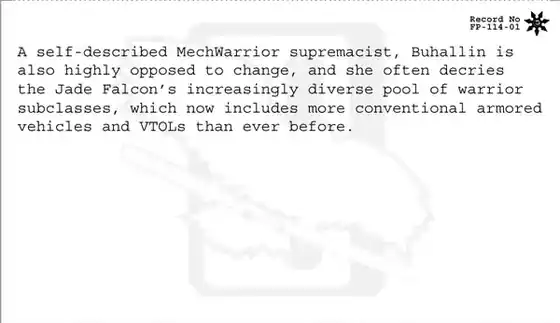 Record No
FP-114-01
A self-described MechWarrior supremacist, Buhallin is
also highly opposed to change, and she often decries
the Jade Falcon's increasingly diverse pool of warrior
subclasses, which now includes more conventional armored
vehicles and VTOLs than ever before.